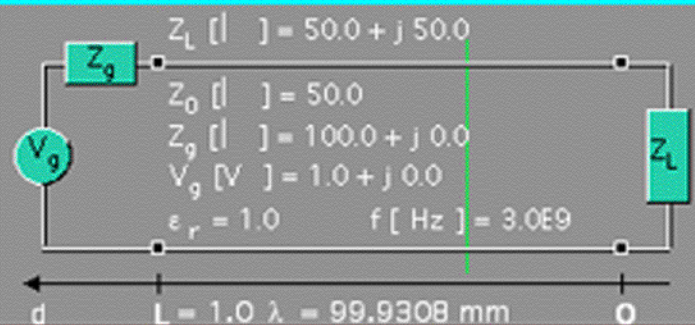 Z_L [ ] = 50.0 + j 50.0
Z_g
Z_0 [ ] = 50.0
Z_g [ ] = 100.0 + j 0.0
V_g
V_g [V ] = 1.0 + j 0.0
Z_L
ε_r = 1.0 f [ Hz ] = 3.0E9
d L = 1.0 λ = 99.9308 mm 0